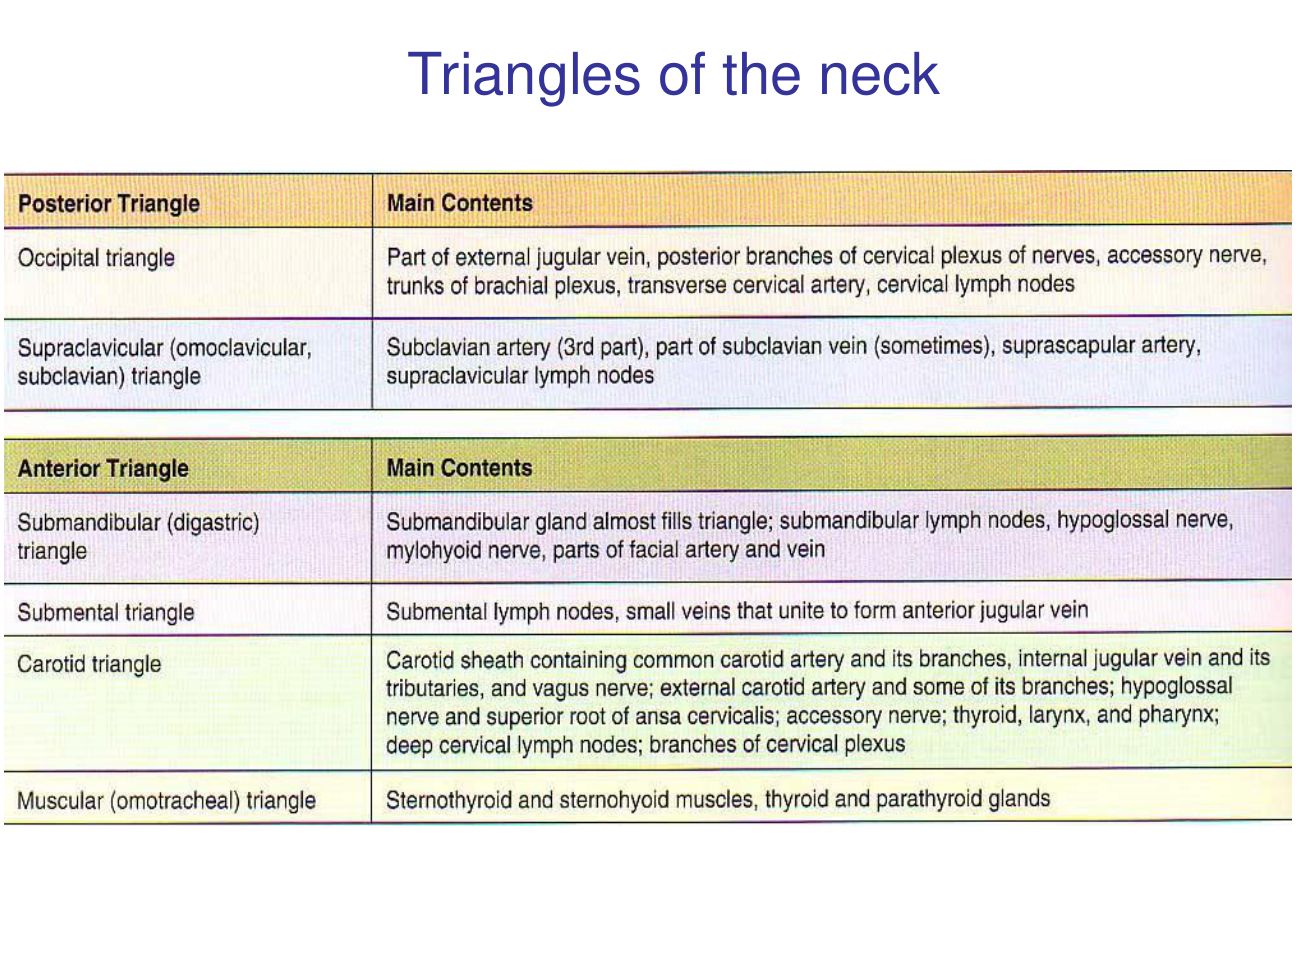 Triangles of the neck
Posterior Triangle
Main Contents
Occipital triangle
Part of external jugular vein, posterior branches of cervical plexus of nerves, accessory nerve,
trunks of brachial plexus, transverse cervical artery, cervical lymph nodes
Supraclavicular (omoclavicular,
subclavian) triangle
Subclavian artery (3rd part), part of subclavian vein (sometimes), suprascapular artery,
supraclavicular lymph nodes
Anterior Triangle
Main Contents
Submandibular (digastric)
triangle
Submandibular gland almost fills triangle; submandibular lymph nodes, hypoglossal nerve,
mylohyoid nerve, parts of facial artery and vein
Submental triangle
Submental lymph nodes, small veins that unite to form anterior jugular vein
Carotid triangle
Carotid sheath containing common carotid artery and its branches, internal jugular vein and its
tributaries, and vagus nerve; external carotid artery and some of its branches; hypoglossal
nerve and superior root of ansa cervicalis; accessory nerve; thyroid, larynx, and pharynx;
deep cervical lymph nodes; branches of cervical plexus
Muscular (omotracheal) triangle
Sternothyroid and sternohyoid muscles, thyroid and parathyroid glands